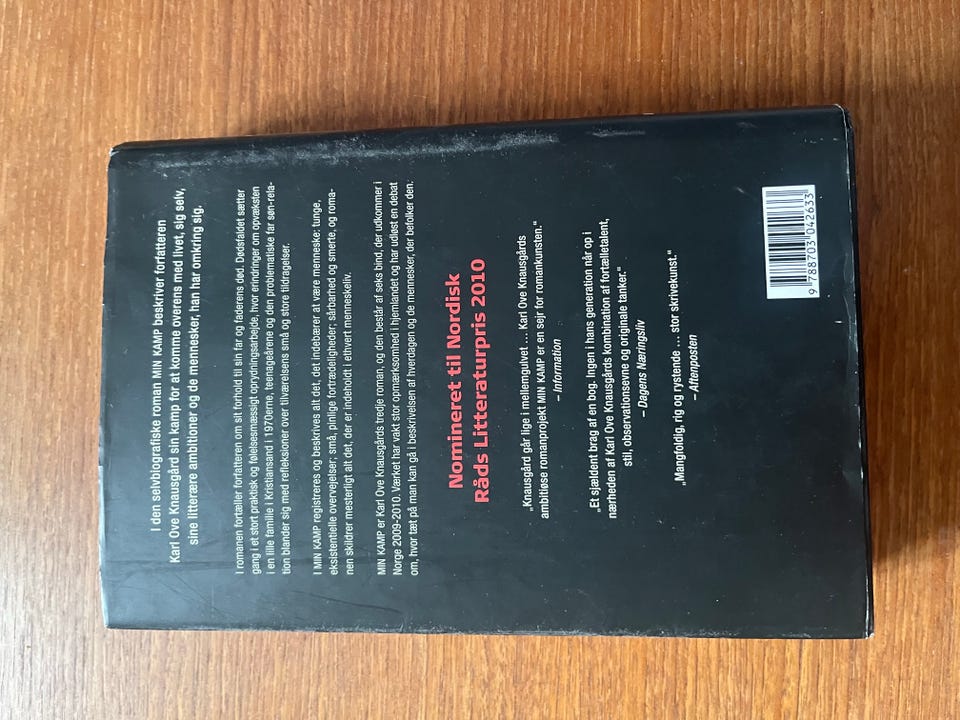 I den selvbiografiske roman MIN KAMP beskriver forfatteren
Karl Ove Knausgård sin kamp for at komme overens med livet, sig selv,
sine litterære ambitioner og de mennesker, han har omkring sig.
I romanen fortæller forfatteren om sit forhold til sin far og faderens død. Dødsfaldet sætter
gang i et stort praktisk og følelsesmæssigt oprydningsarbejde, hvor erindringer om opvæksten
i en lille familie i Kristiansand i 1970erne, teenageårene og den problematiske far søn-rela-
tion blander sig med refleksioner over tilværelsens små og store tildragelser.
I MIN KAMP registreres og beskrives alt det, det indebærer at være menneske: tunge,
eksistentielle overvejelser; små, pinlige fortrædeligheder; sårbarhed og smerte, og roma-
nen skildrer mesterligt alt det, der er indeholdt i ethvert menneskeliv.
MIN KAMP er Karl Ove Knausgårds tredje roman, og den består af seks bind, der udkommer i
Norge 2009-2010. Værket har vakt stor opmærksomhed i hjemlandet og har udløst en debat
om, hvor tæt på man kan gå i beskrivelsen af hverdagen og de mennesker, der befolker den.
Nomineret til Nordisk
Råds Litteraturpris 2010
„Knausgård går lige i mellemgulvet … Karl Ove Knausgårds
ambitiøse romanprojekt MIN KAMP er en sejr for romankunsten.“
– Information
„Et sjældent brag af en bog. Ingen i hans generation når op i
nærheden af Karl Ove Knausgårds kombination af fortælletalent,
stil, observationsevne og originale tanker.“
– Dagens Næringsliv
„Mangfoldig, rig og rystende … stor skrivekunst.“
– Aftenposten
9 788703 042633